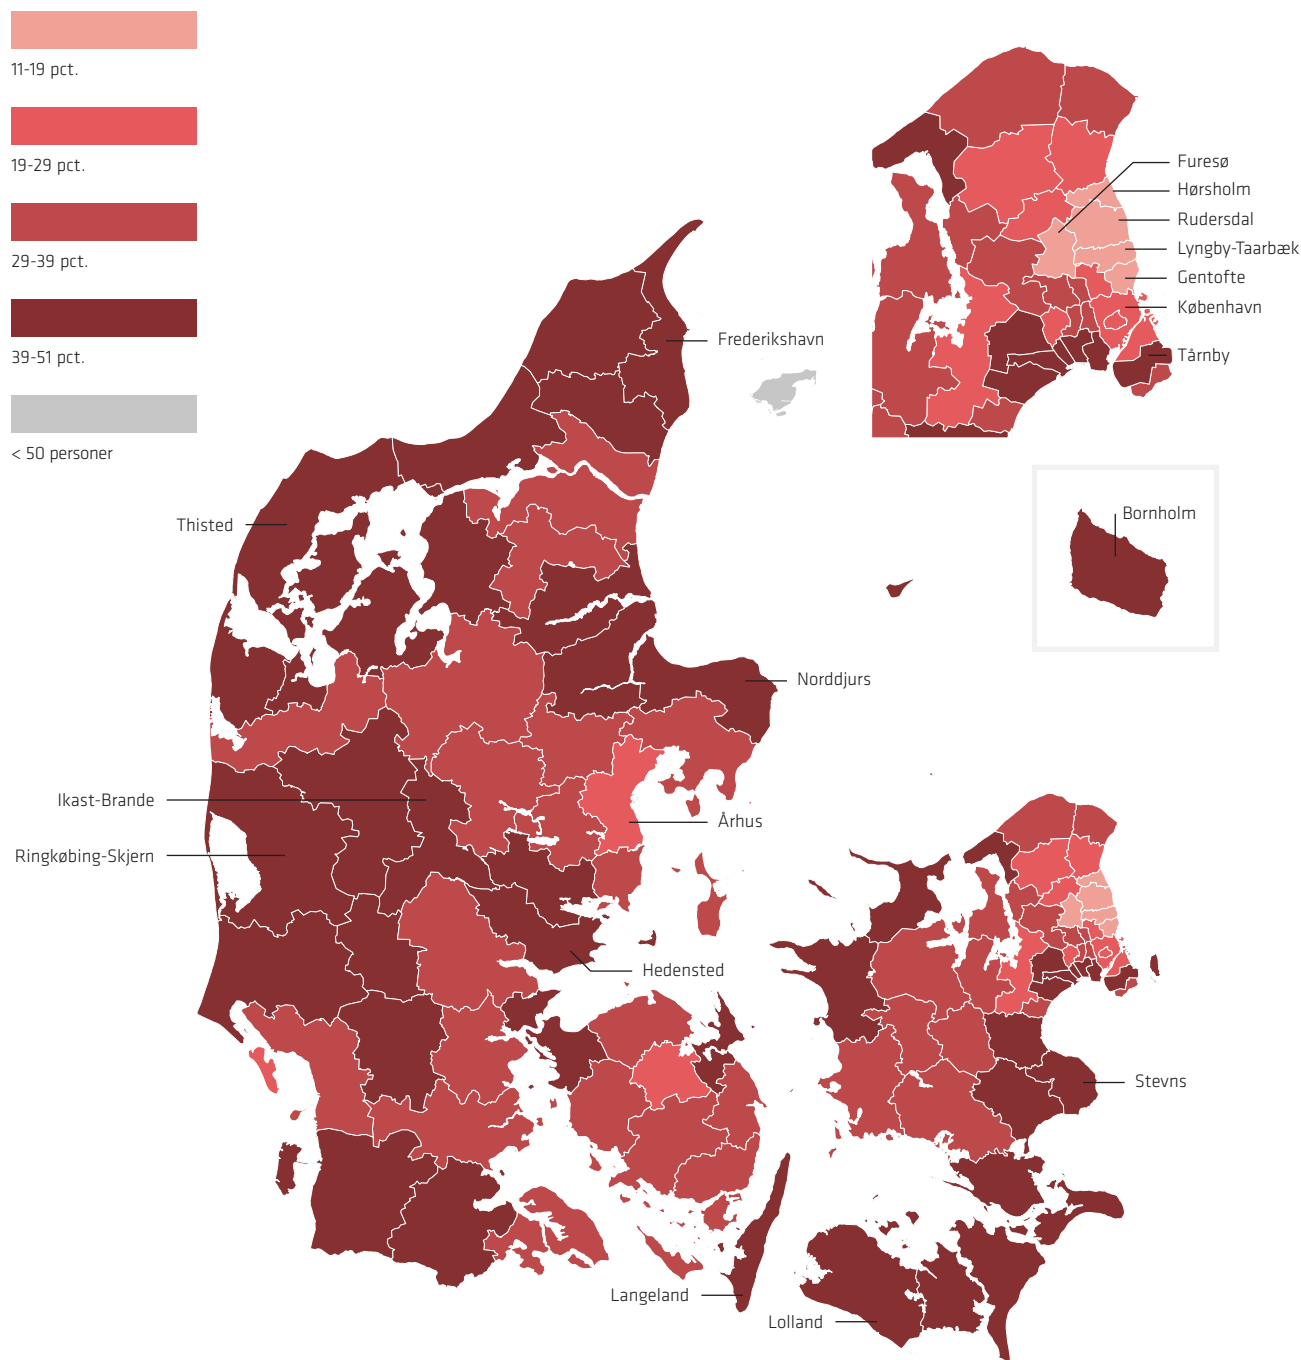 11-19 pct.
19-29 pct.
29-39 pct.
39-51 pct.
< 50 personer
Furesø
Hørsholm
Rudersdal
Lyngby-Taarbæk
Gentofte
København
Tårnby
Frederikshavn
Bornholm
Thisted
Norddjurs
Ikast-Brande
Århus
Ringkøbing-Skjern
Hedensted
Stevns
Langeland
Lolland